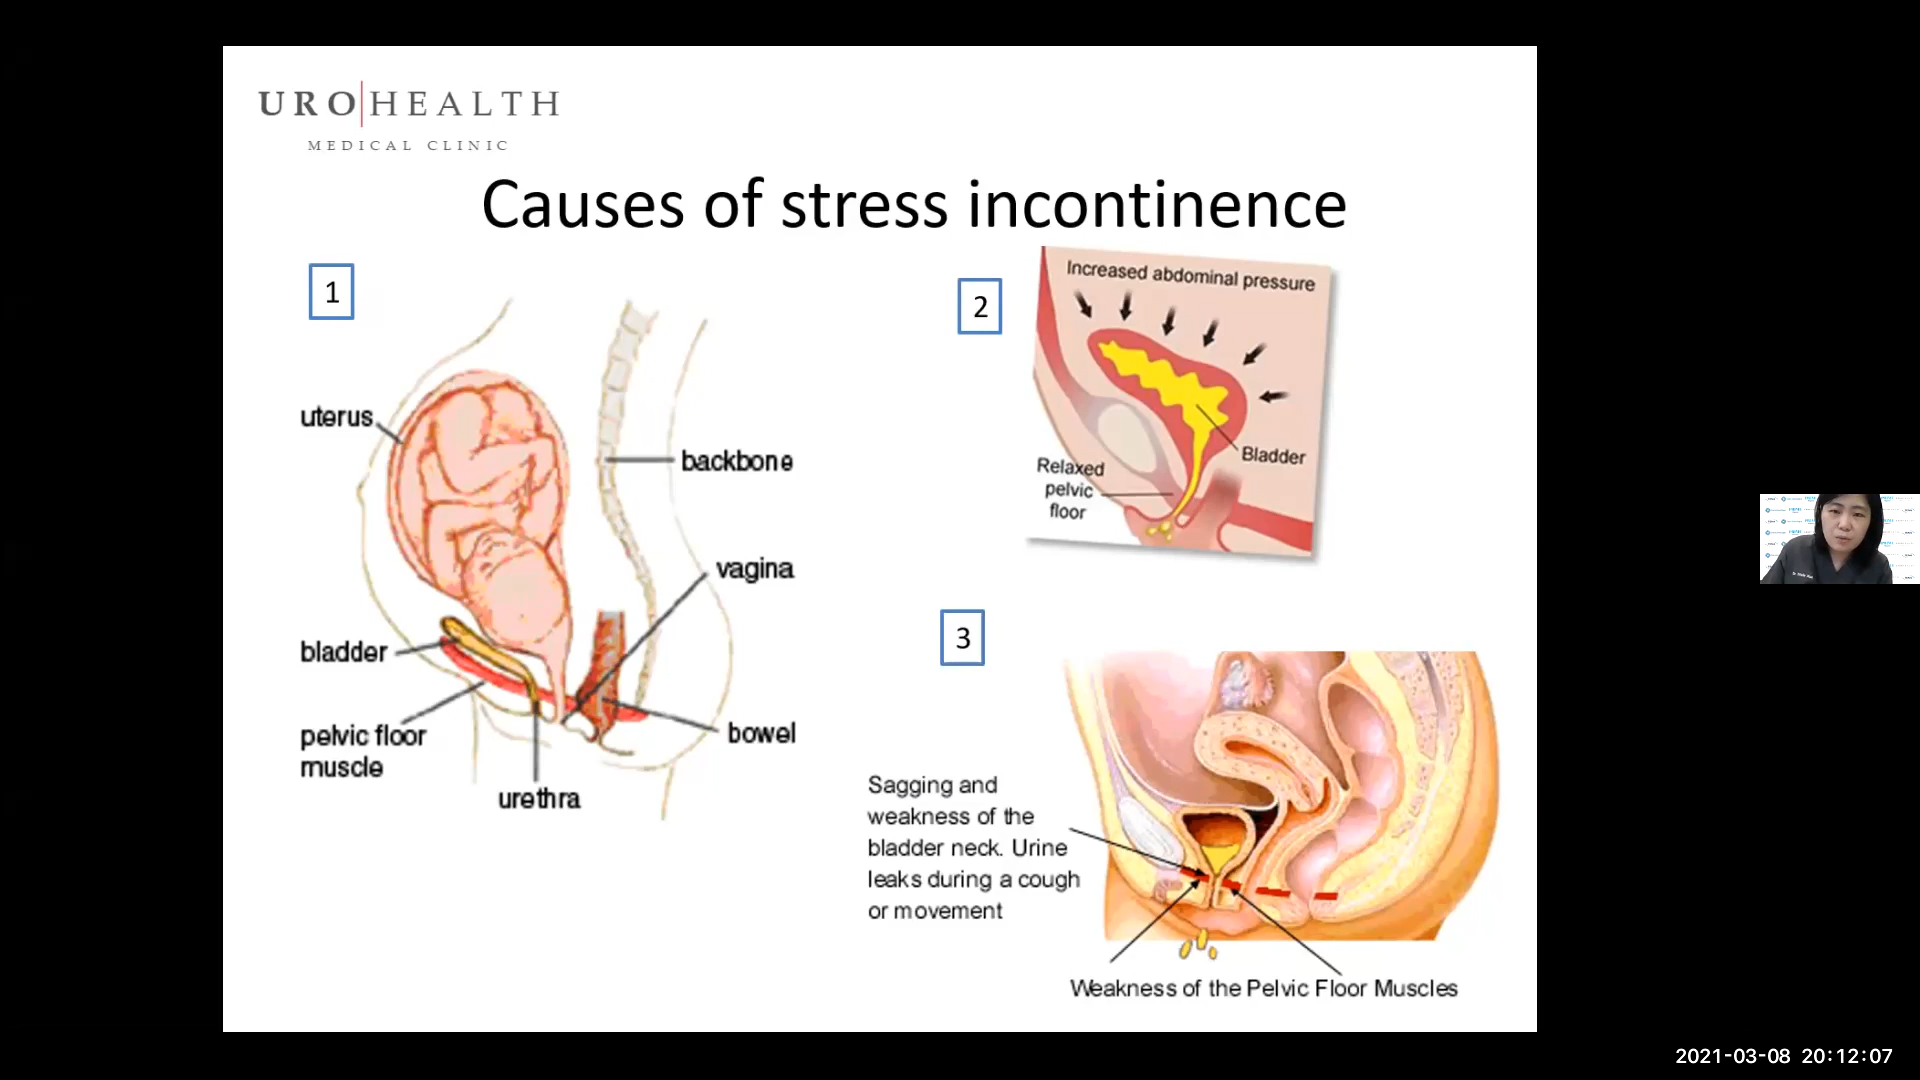 URO|HEALTH
MEDICAL CLINIC
Causes of stress incontinence
1
uterus
backbone
vagina
bladder
pelvic floor
muscle
bowel
urethra
2
Increased abdominal pressure
Bladder
Relaxed
pelvic
floor
3
Sagging and
weakness of the
bladder neck. Urine
leaks during a cough
or movement
Weakness of the Pelvic Floor Muscles
2021-03-08 20:12:07